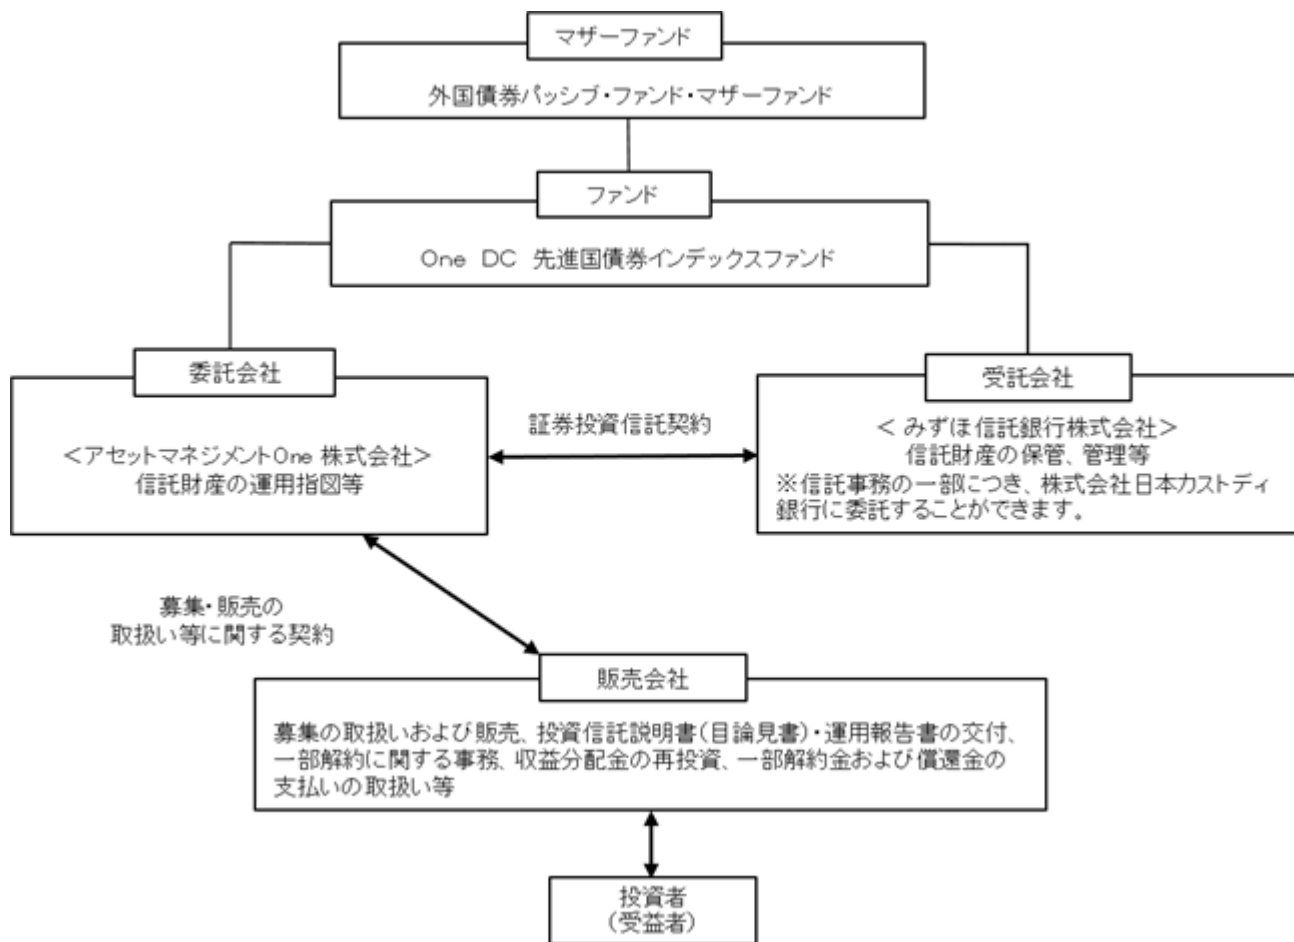 マザーファンド
外国債券パッシブ・ファンド・マザーファンド
ファンド
One DC 先進国債券インデックスファンド
委託会社
<アセットマネジメントOne 株式会社>
信託財産の運用指図等
証券投資信託契約
受託会社
< みずほ信託銀行株式会社>
信託財産の保管、管理等
※信託事務の一部につき、株式会社日本カストディ
銀行に委託することができます。
募集・販売の
取扱い等に関する契約
販売会社
募集の取扱いおよび販売、投資信託説明書(目論見書)・運用報告書の交付、
一部解約に関する事務、収益分配金の再投資、一部解約金および償還金の
支払いの取扱い等
投資者
(受益者)